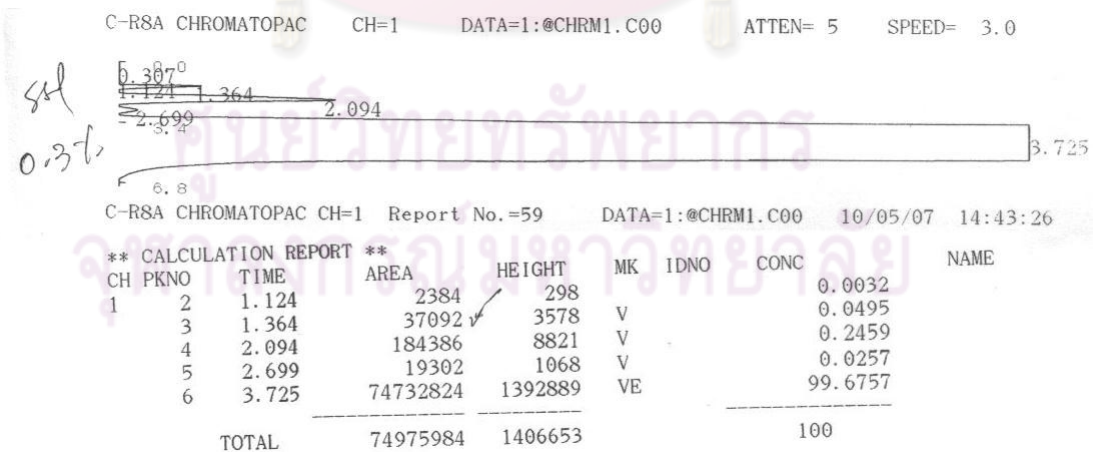 C-R8A CHROMATOPAC CH=1 DATA=1:@CHRM1.C00 ATTEN= 5 SPEED= 3.0
0.0
0.307
1.124 1.364
2.094
2.699
3.4
3.725
0.3%
6.8
C-R8A CHROMATOPAC CH=1 Report No.=59 DATA=1:@CHRM1.C00 10/05/07 14:43:26
** CALCULATION REPORT **
CH PKNO TIME AREA HEIGHT MK IDNO CONC NAME
1 2 1.124 2384 298 0.0032
3 1.364 37092 3578 V 0.0495
4 2.094 184386 8821 V 0.2459
5 2.699 19302 1068 V 0.0257
6 3.725 74732824 1392889 VE 99.6757
TOTAL 74975984 1406653 100
ศูนย์วิทยทรัพยากร
จุฬาลงกรณ์มหาวิทยาลัย